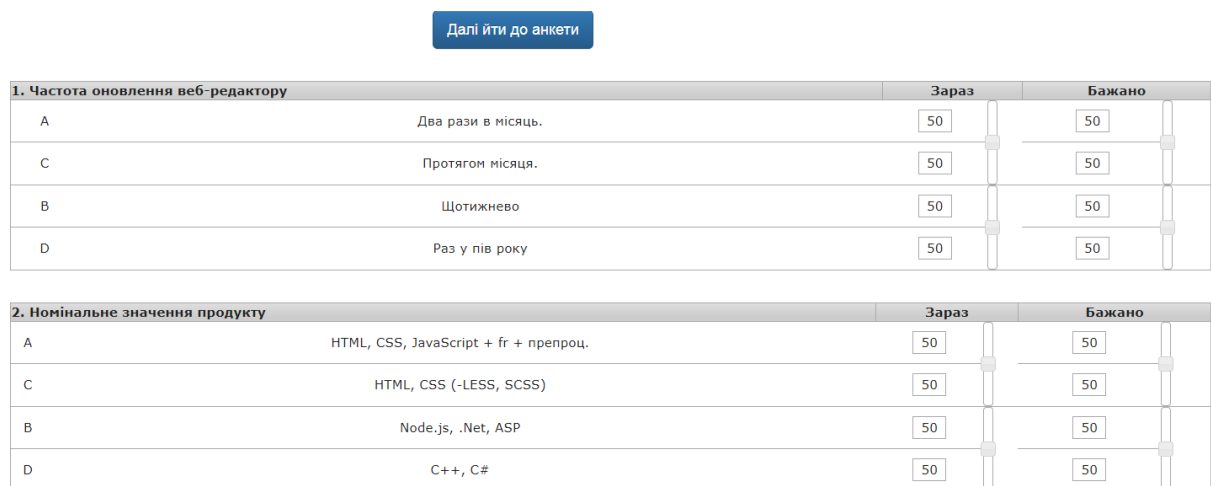 Далі йти до анкети
1. Частота оновлення веб-редактору Зараз Бажано
A Два рази в місяць. 50 50
C Протягом місяця. 50 50
B Щотижнево 50 50
D Раз у пів року 50 50
2. Номінальне значення продукту Зараз Бажано
A HTML, CSS, JavaScript + fr + препроц. 50 50
C HTML, CSS (-LESS, SCSS) 50 50
B Node.js, .Net, ASP 50 50
D C++, C# 50 50